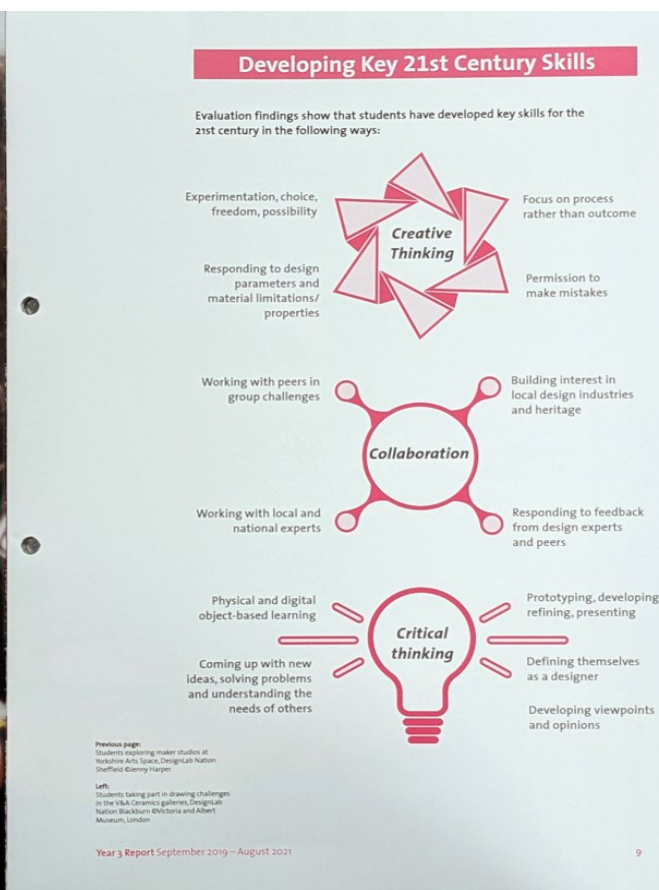 Developing Key 21st Century Skills
Evaluation findings show that students have developed key skills for the
21st century in the following ways:
Experimentation, choice,
freedom, possibility
Focus on process
rather than outcome
Creative
Thinking
Responding to design
parameters and
material limitations/
properties
Permission to
make mistakes
Working with peers in
group challenges
Building interest in
local design industries
and heritage
Collaboration
Working with local and
national experts
Responding to feedback
from design experts
and peers
Physical and digital
object-based learning
Prototyping, developing
refining, presenting
Critical
thinking
Coming up with new
ideas, solving problems
and understanding the
needs of others
Defining themselves
as a designer
Developing viewpoints
and opinions
Previous page:
Students exploring maker studios at
Yorkshire Arts Space, DesignLab Nation
Sheffield ©Jenny Harper
Left:
Students taking part in drawing challenges
in the V&A Ceramics galleries, DesignLab
Nation Blackburn ©Victoria and Albert
Museum, London
Year 3 Report September 2019 – August 2021
9